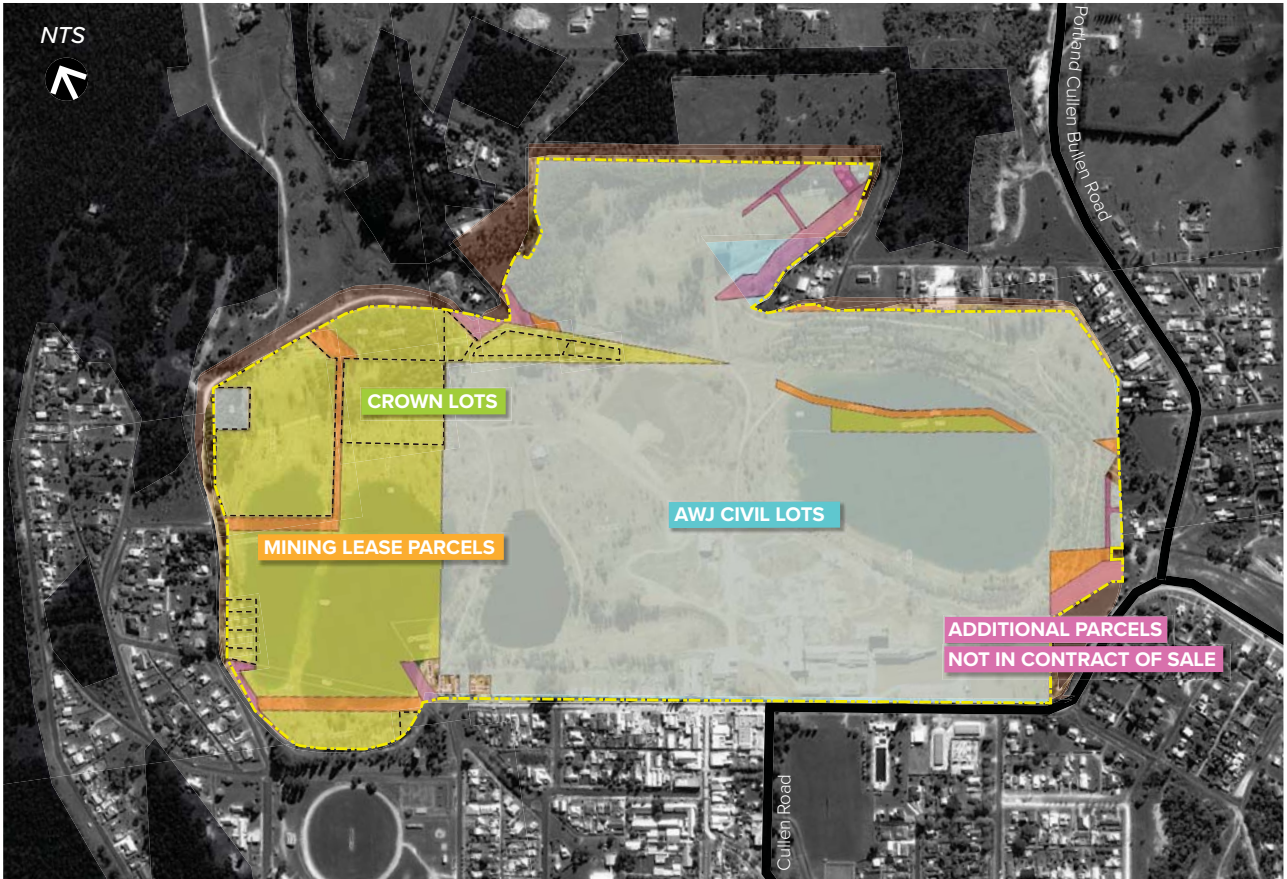 NTS
Portland Cullen Bullen Road
CROWN LOTS
AWJ CIVIL LOTS
MINING LEASE PARCELS
ADDITIONAL PARCELS
NOT IN CONTRACT OF SALE
Cullen Road